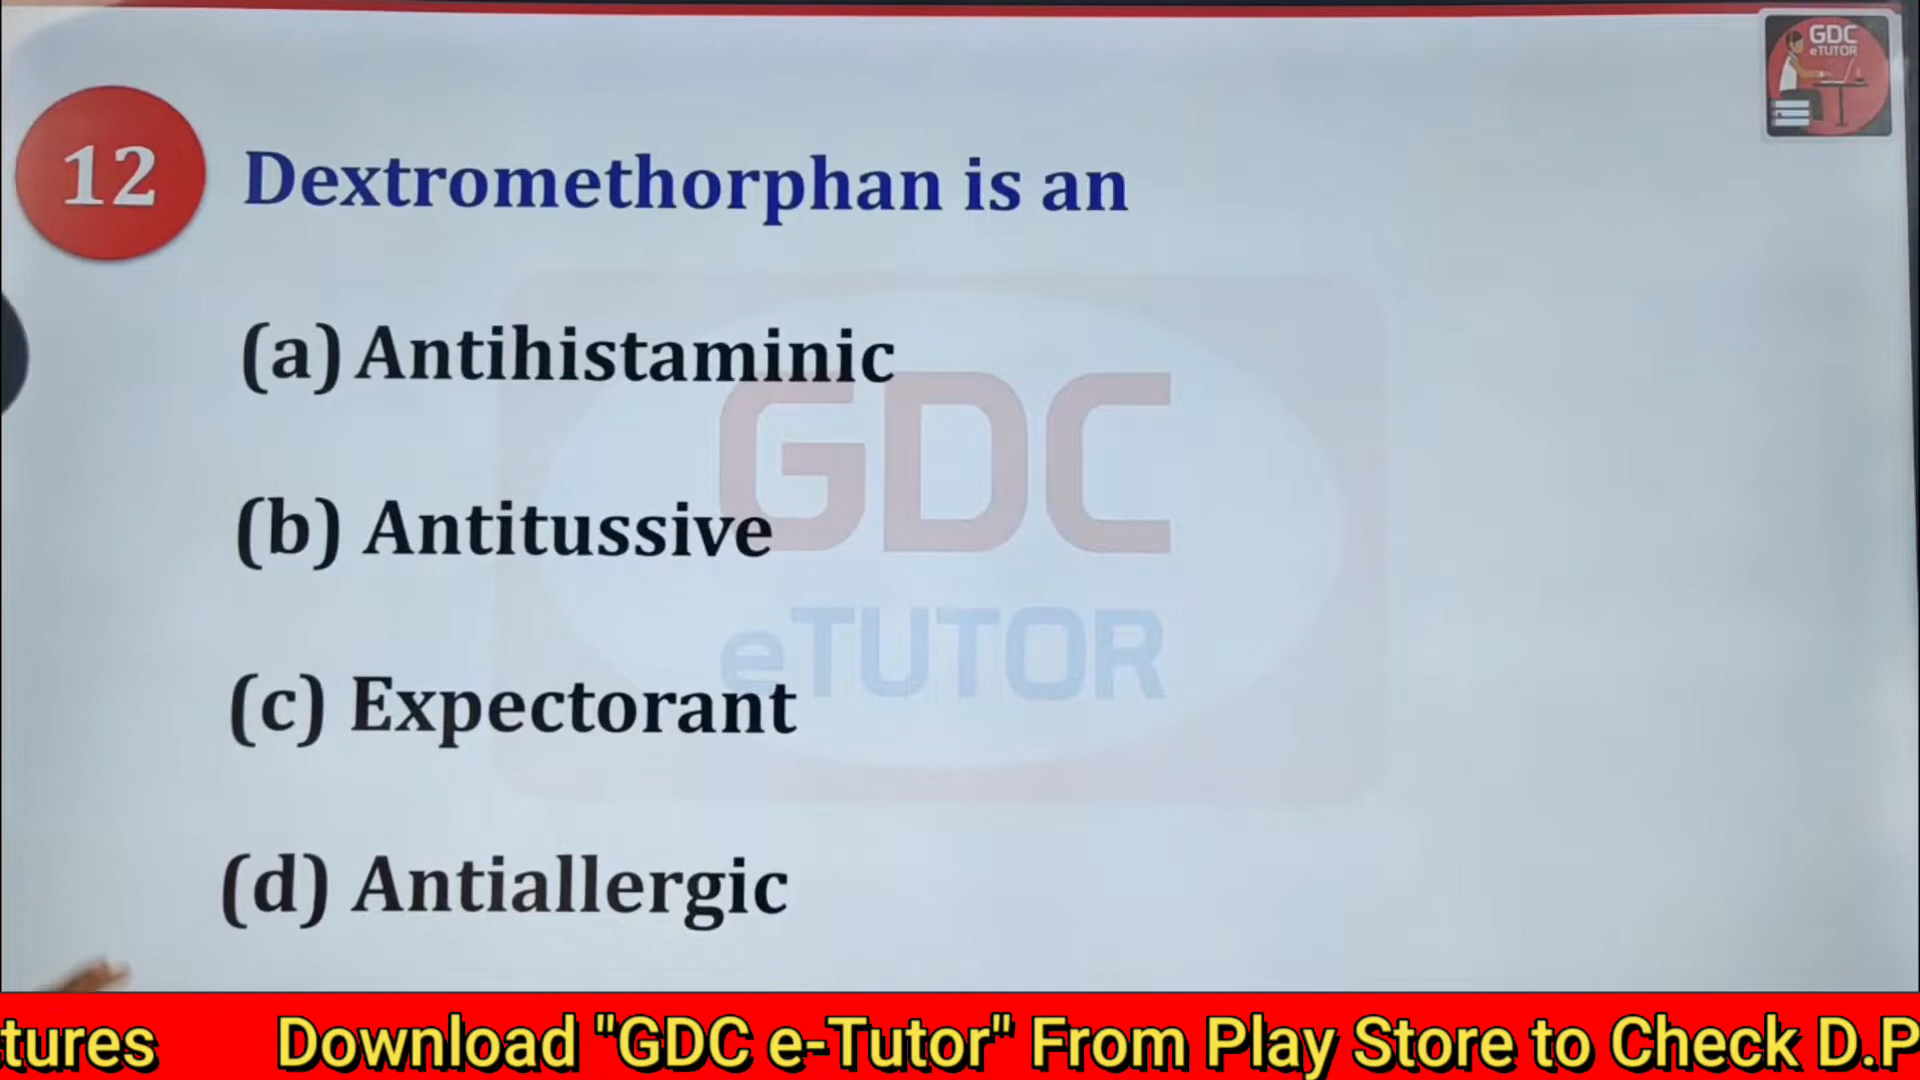 GDC
eTUTOR
12 Dextromethorphan is an
(a) Antihistaminic
(b) Antitussive
(c) Expectorant
(d) Antiallergic
GDC
eTUTOR
tures Download "GDC e-Tutor" From Play Store to Check D.P